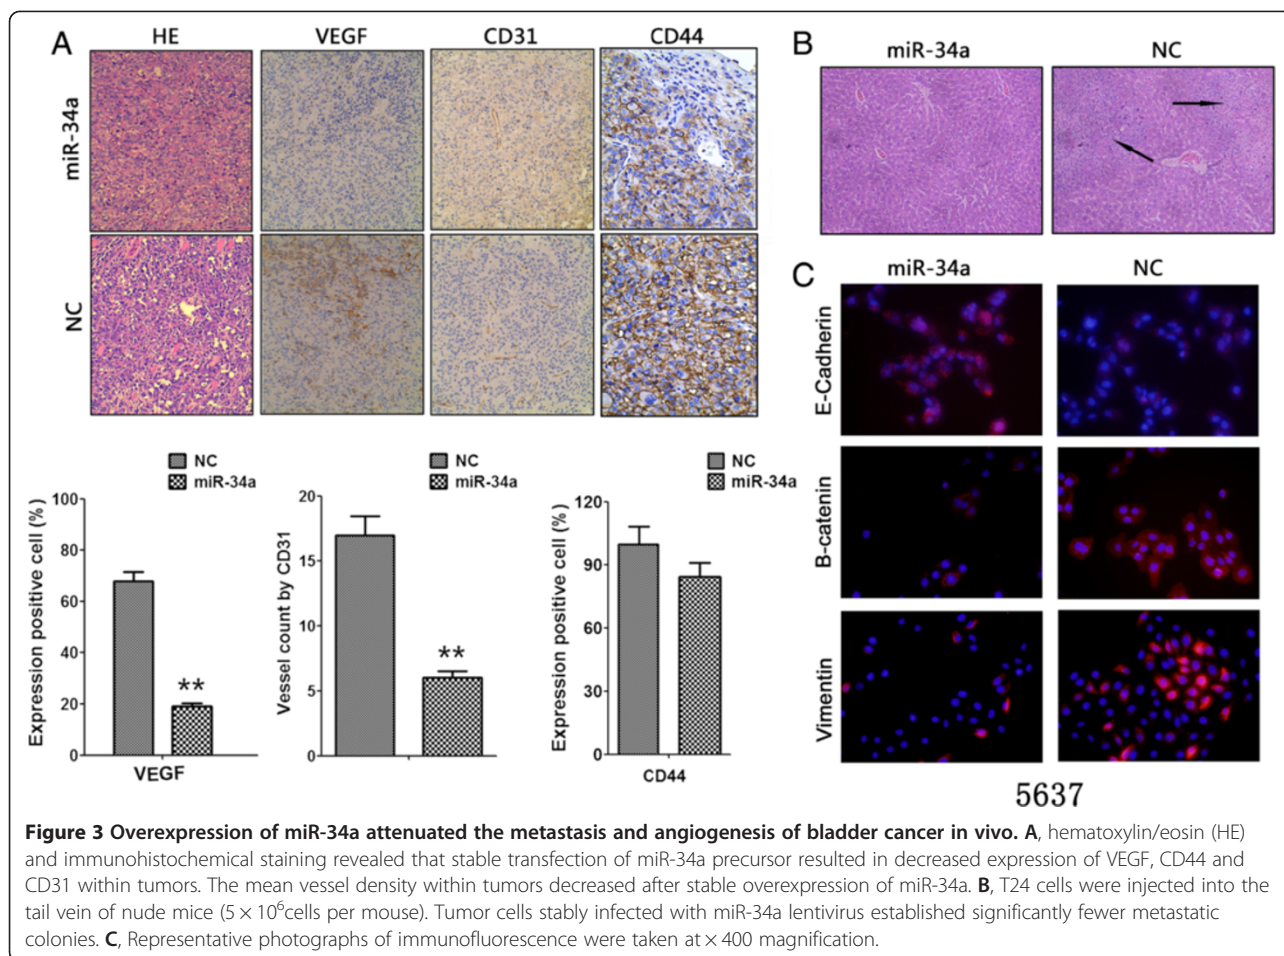 A
HE VEGF CD31 CD44
miR-34a
NC
B
miR-34a NC
C
miR-34a NC
E-Cadherin
B-catenin
Vimentin
5637
NC
miR-34a
Expression positive cell (%)
100
80
60
40
20
0
**
VEGF
NC
miR-34a
Vessel count by CD31
20
15
10
5
0
**
NC
miR-34a
Expression positive cell (%)
120
90
60
30
0
CD44
Figure 3 Overexpression of miR-34a attenuated the metastasis and angiogenesis of bladder cancer in vivo. A, hematoxylin/eosin (HE)
and immunohistochemical staining revealed that stable transfection of miR-34a precursor resulted in decreased expression of VEGF, CD44 and
CD31 within tumors. The mean vessel density within tumors decreased after stable overexpression of miR-34a. B, T24 cells were injected into the
tail vein of nude mice (5 × 10⁶cells per mouse). Tumor cells stably infected with miR-34a lentivirus established significantly fewer metastatic
colonies. C, Representative photographs of immunofluorescence were taken at × 400 magnification.